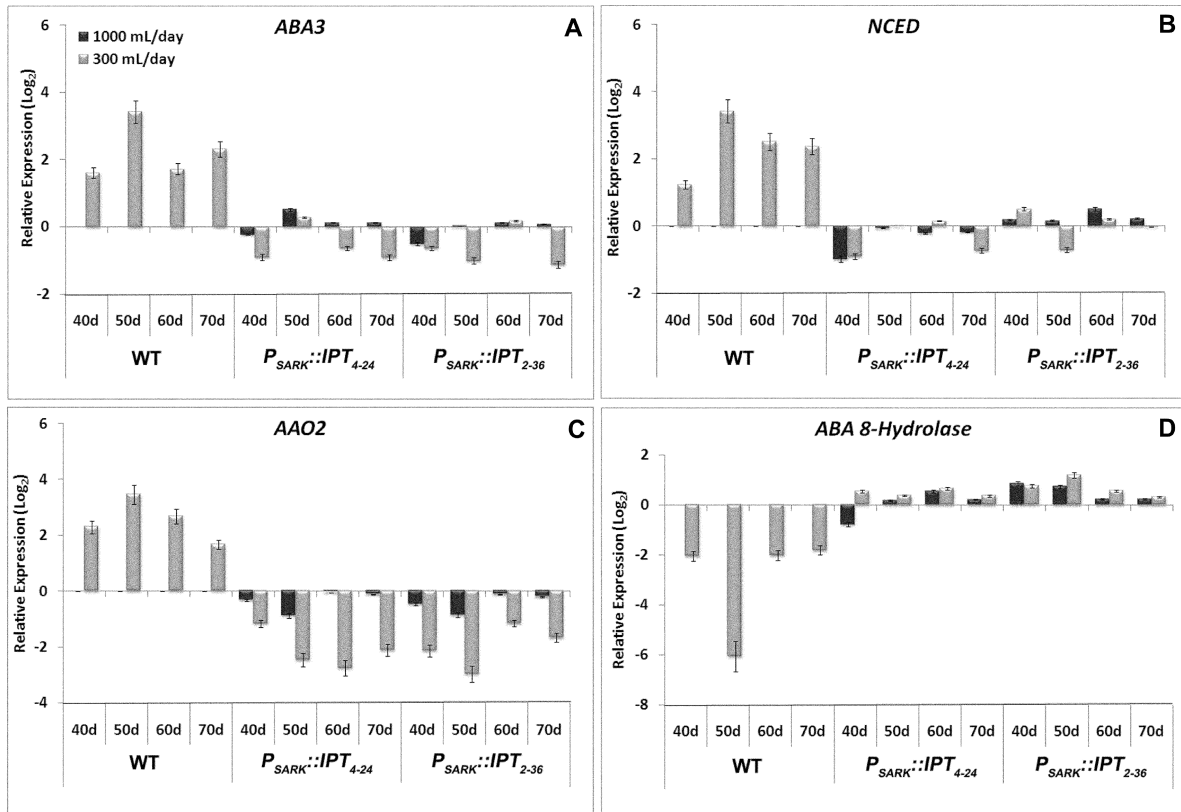 ABA3
A
1000 mL/day
300 mL/day
Relative Expression (Log2)
6
4
2
0
-2
40d 50d 60d 70d 40d 50d 60d 70d 40d 50d 60d 70d
WT PSARK::IPT4-24 PSARK::IPT2-36
NCED
B
Relative Expression (Log2)
6
4
2
0
-2
40d 50d 60d 70d 40d 50d 60d 70d 40d 50d 60d 70d
WT PSARK::IPT4-24 PSARK::IPT2-36
AAO2
C
Relative Expression (Log2)
6
4
2
0
-2
-4
40d 50d 60d 70d 40d 50d 60d 70d 40d 50d 60d 70d
WT PSARK::IPT4-24 PSARK::IPT2-36
ABA 8-Hydrolase
D
Relative Expression (Log2)
2
0
-2
-4
-6
-8
40d 50d 60d 70d 40d 50d 60d 70d 40d 50d 60d 70d
WT PSARK::IPT4-24 PSARK::IPT2-36